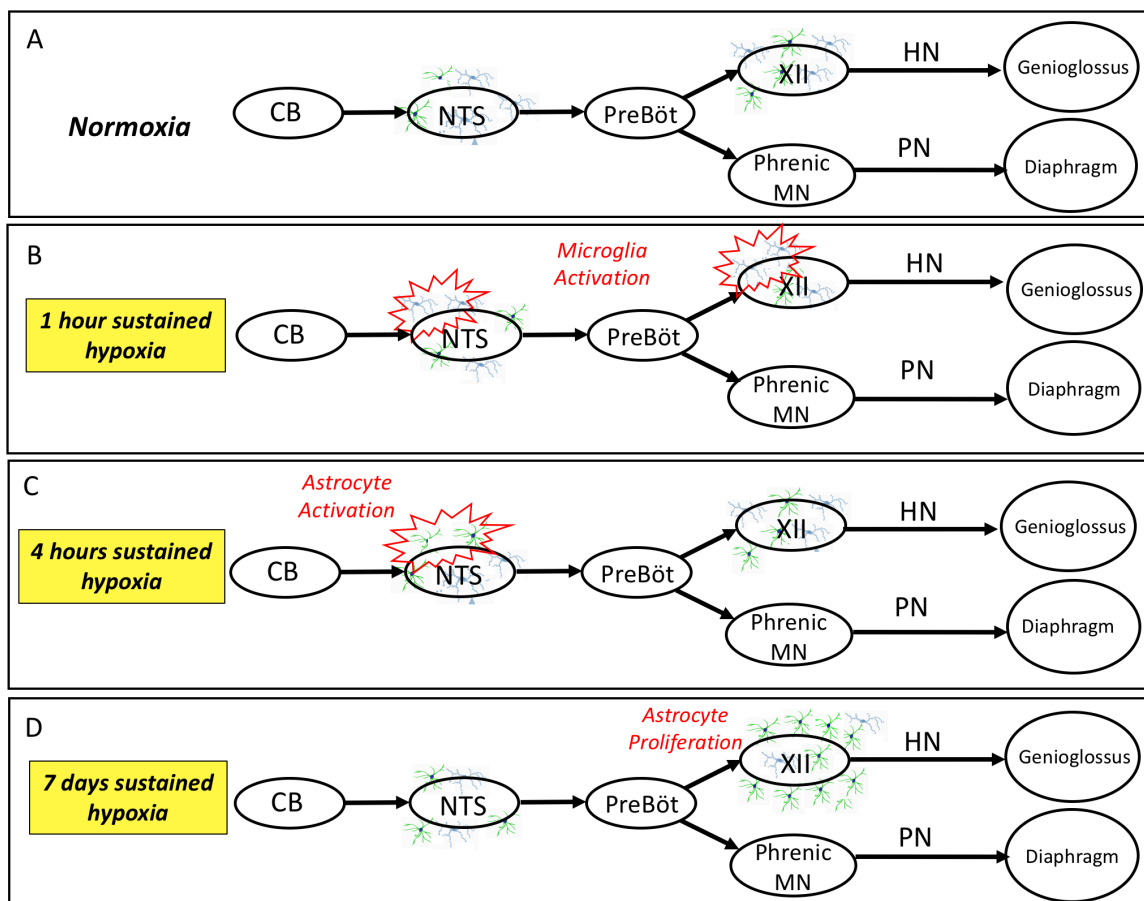 A
Normoxia
CB
NTS
PreBöt
XII
HN
Genioglossus
Phrenic
MN
PN
Diaphragm
B
1 hour sustained
hypoxia
Microglia
Activation
CB
NTS
PreBöt
XII
HN
Genioglossus
Phrenic
MN
PN
Diaphragm
C
4 hours sustained
hypoxia
Astrocyte
Activation
CB
NTS
PreBöt
XII
HN
Genioglossus
Phrenic
MN
PN
Diaphragm
D
7 days sustained
hypoxia
Astrocyte
Proliferation
CB
NTS
PreBöt
XII
HN
Genioglossus
Phrenic
MN
PN
Diaphragm